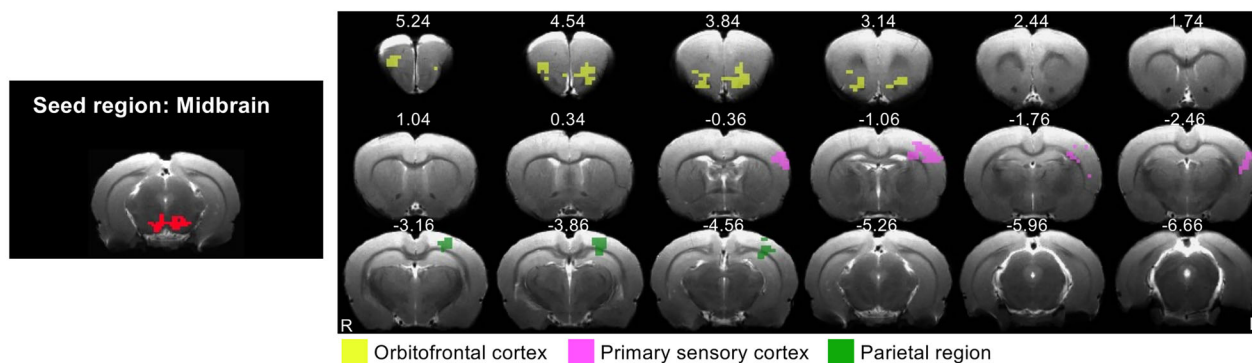 5.24 4.54 3.84 3.14 2.44 1.74
Seed region: Midbrain
1.04 0.34 -0.36 -1.06 -1.76 -2.46
-3.16 -3.86 -4.56 -5.26 -5.96 -6.66
R
Orbitofrontal cortex Primary sensory cortex Parietal region